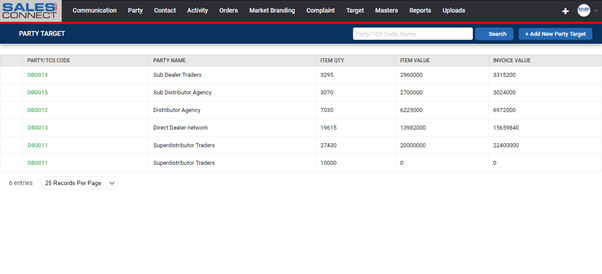 SALES CONNECT Communication Party Contact Activity Orders Market Branding Complaint Target Masters Reports Uploads
PARTY TARGET Party/TCS Code, Name Search + Add New Party Target
PARTY/TCS CODE PARTY NAME ITEM QTY. ITEM VALUE INVOICE VALUE
DB0014 Sub Dealer Traders 3295 2960000 3315200
DB0015 Sub Distributor Agency 3070 2700000 3024000
DB0012 Distributor Agency 7030 6225000 6972000
DB0013 Direct Dealer network 19615 13982000 15659840
DB0011 Superdistributor Traders 27430 20000000 22400000
DB0011 Superdistributor Traders 10000 0 0
6 entries 25 Records Per Page